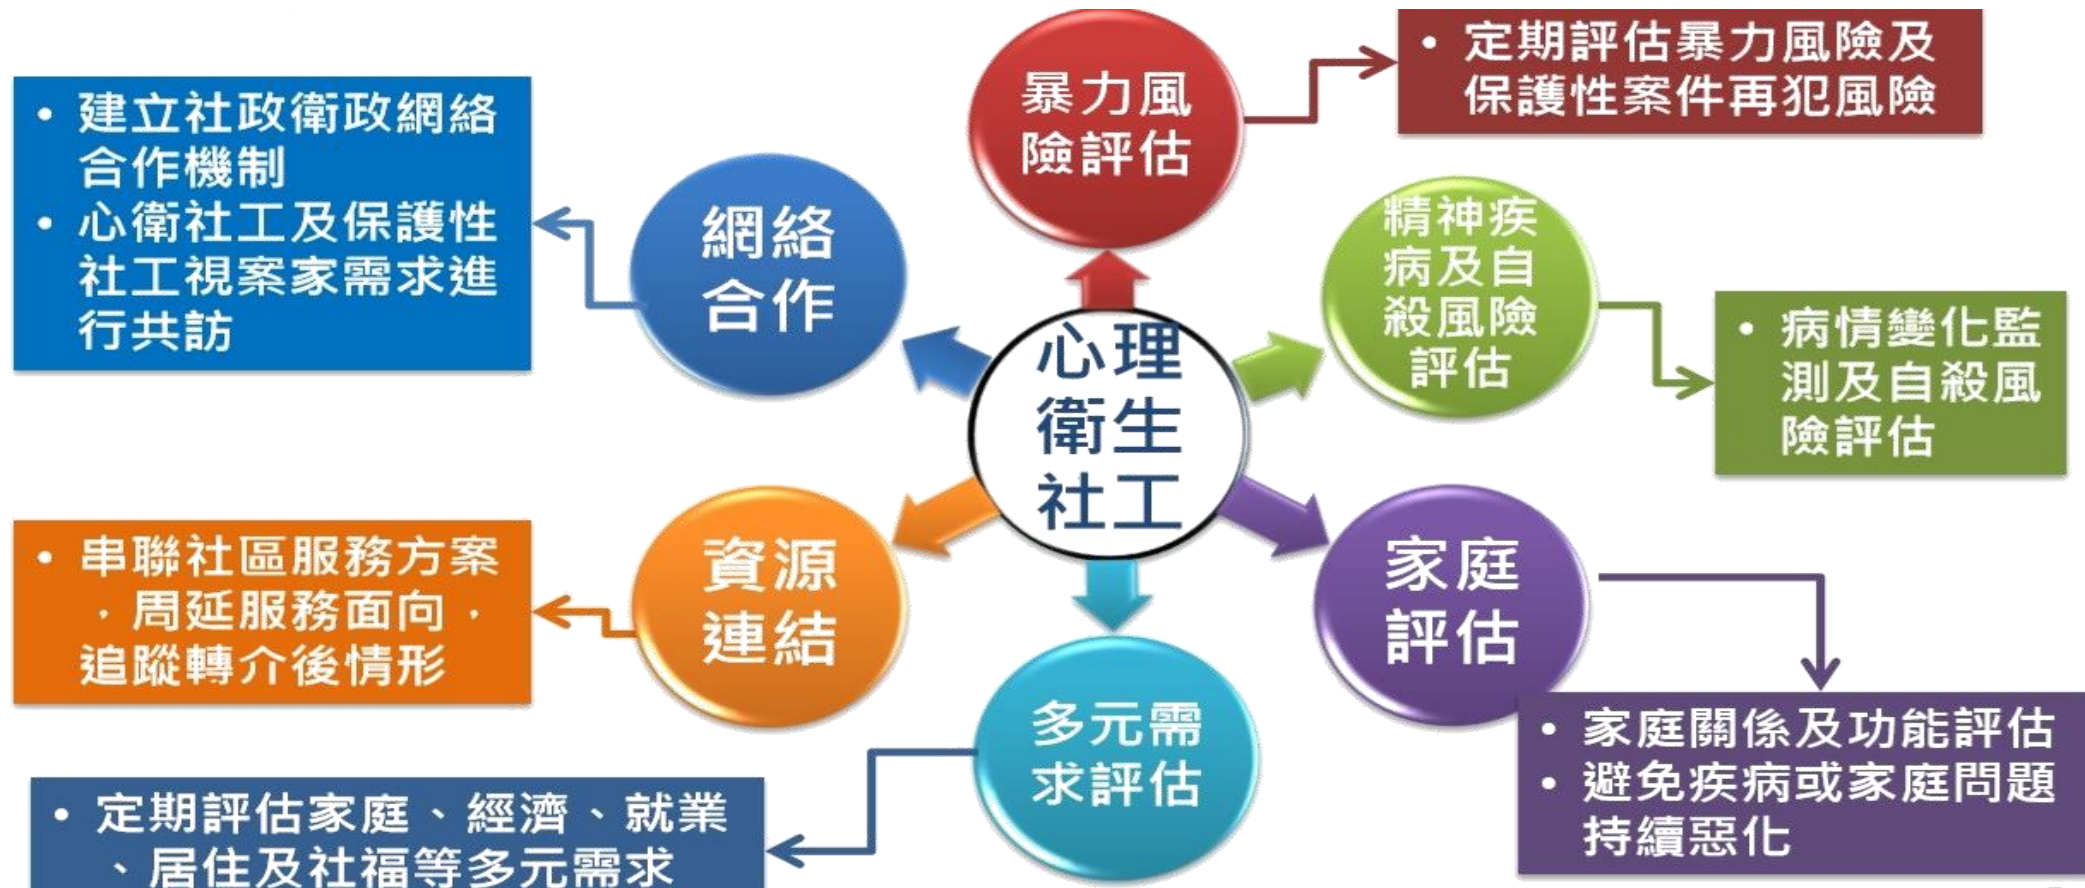 暴力風
險評估
• 定期評估暴力風險及
保護性案件再犯風險
精神疾
病及自
殺風險
評估
• 病情變化監
測及自殺風
險評估
家庭
評估
• 家庭關係及功能評估
• 避免疾病或家庭問題
持續惡化
多元需
求評估
• 定期評估家庭、經濟、就業
、居住及社福等多元需求
資源
連結
• 串聯社區服務方案
，周延服務面向，
追蹤轉介後情形
網絡
合作
• 建立社政衛政網絡
合作機制
• 心衛社工及保護性
社工視案家需求進
行共訪
心理
衛生
社工